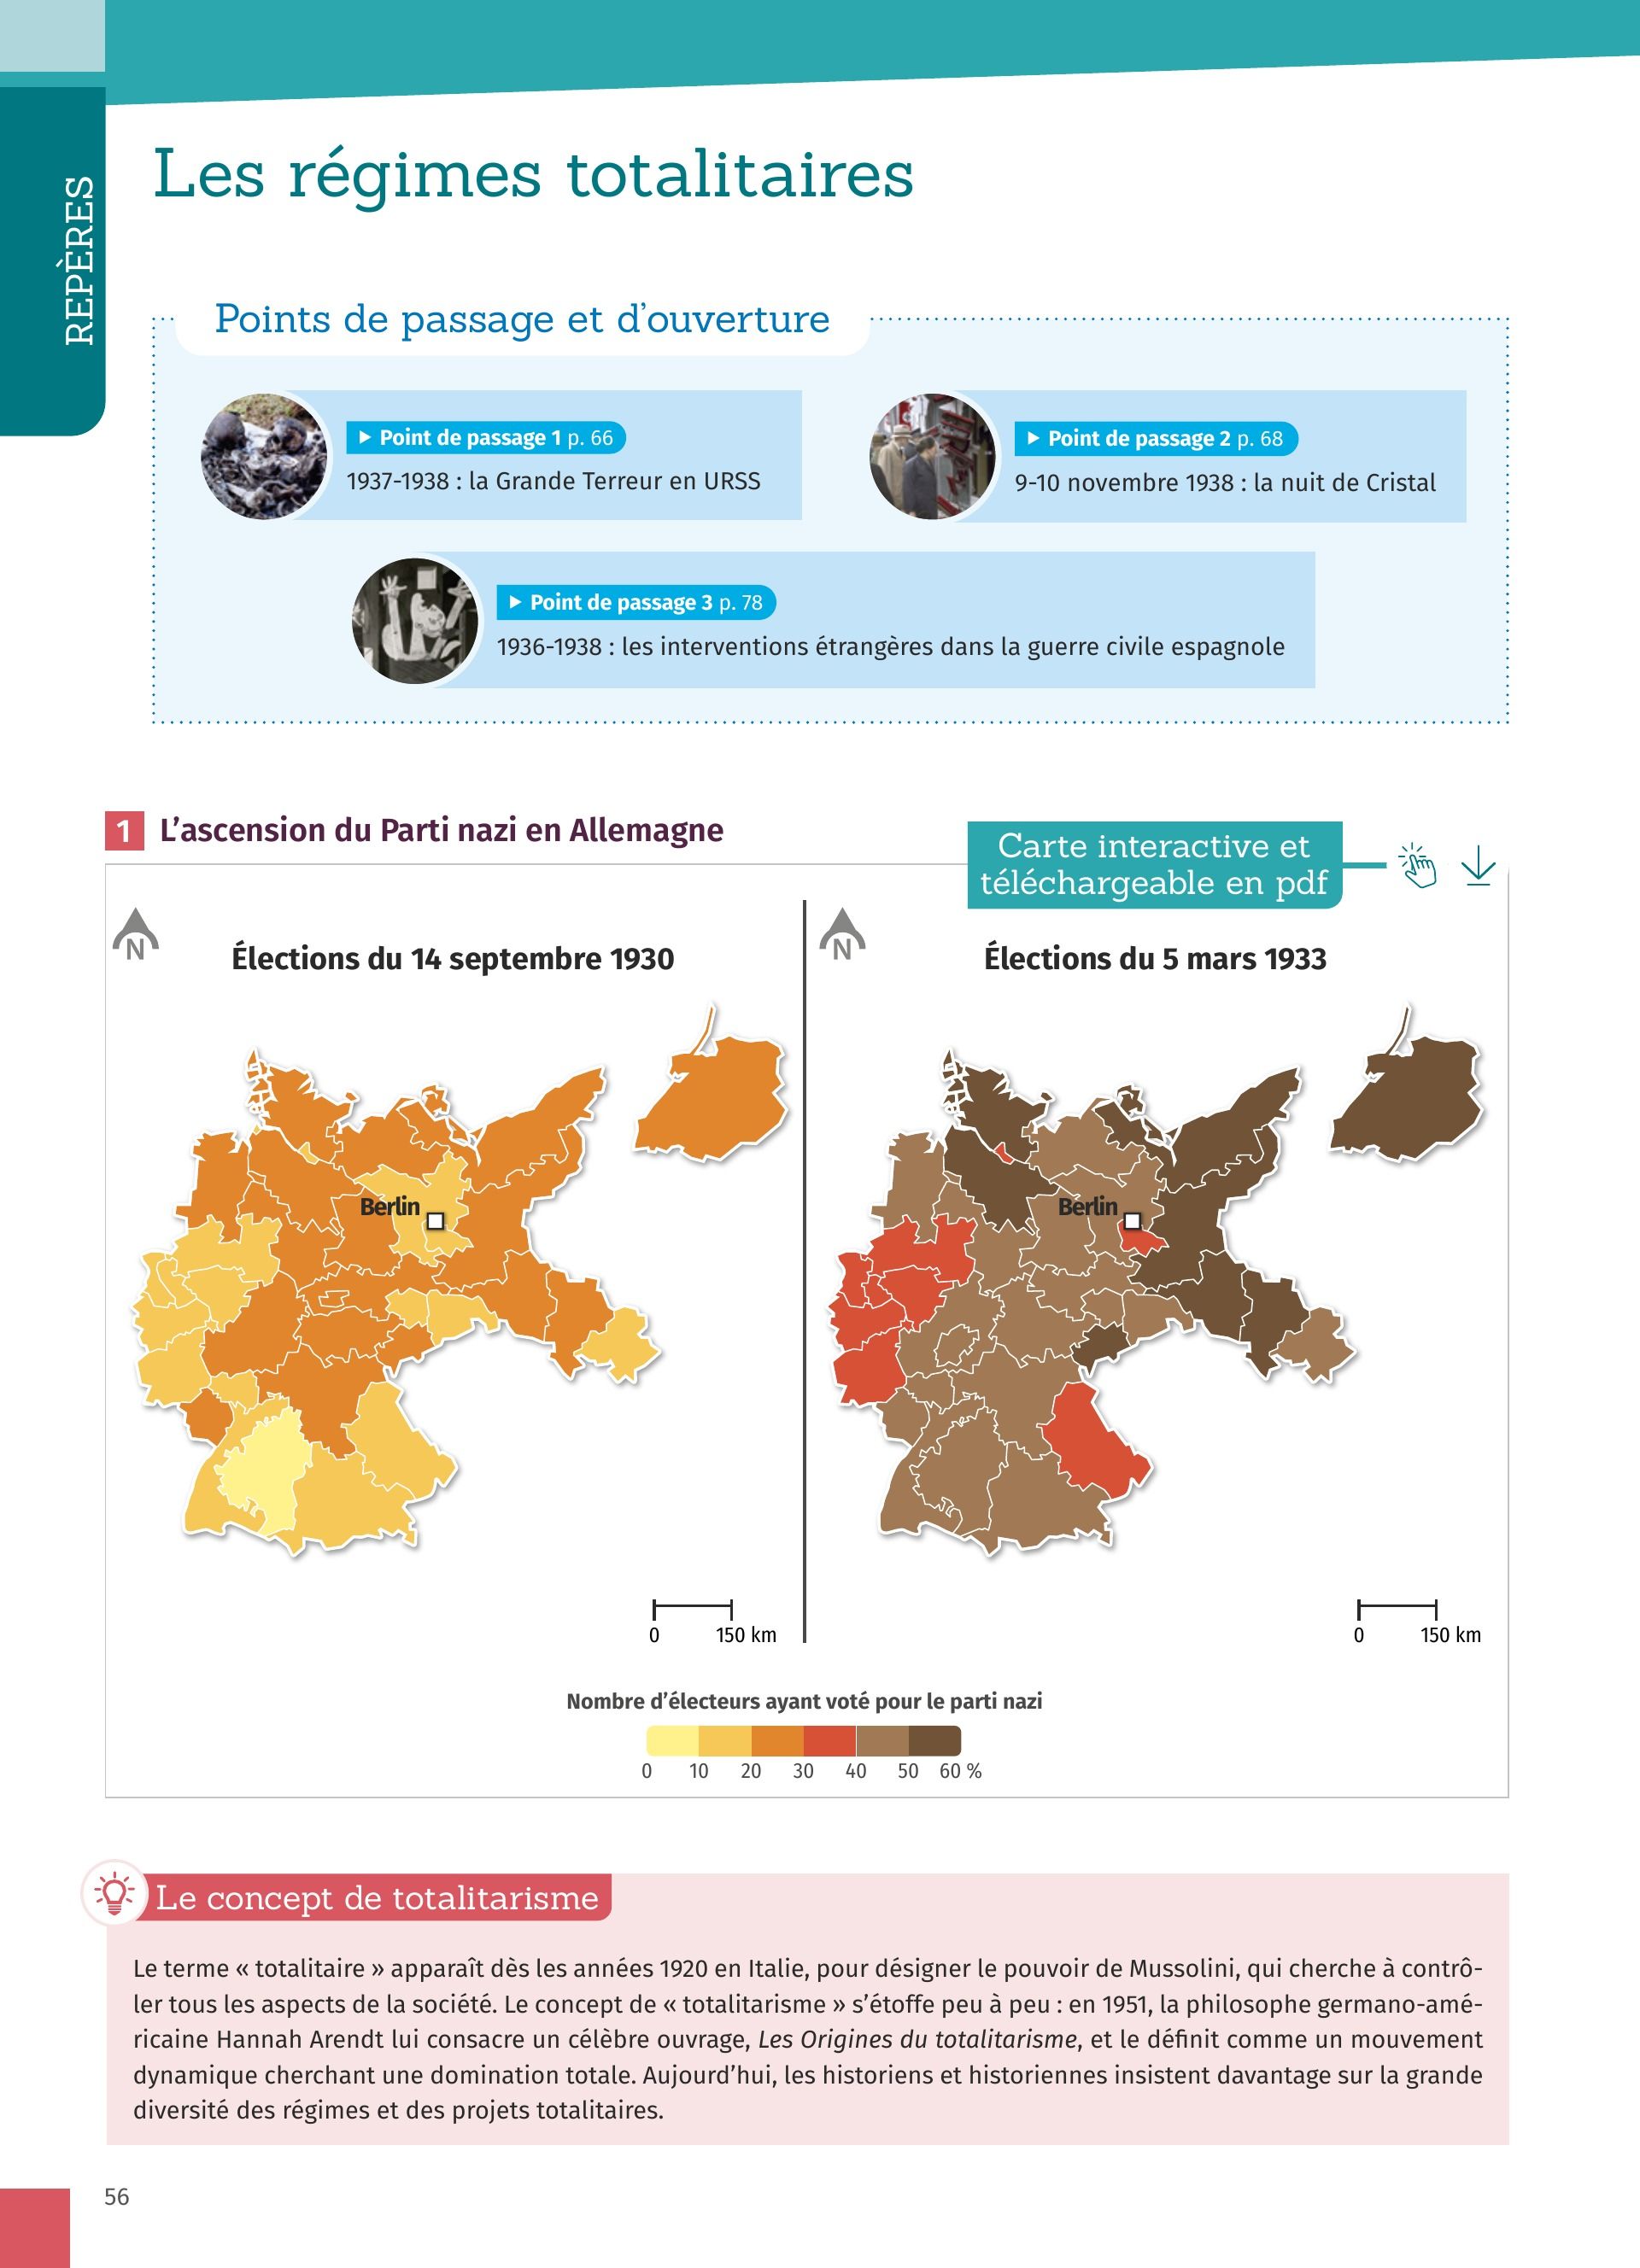 REPÈRES
Les régimes totalitaires
Points de passage et d’ouverture
▶ Point de passage 1 p. 66
1937-1938 : la Grande Terreur en URSS
▶ Point de passage 2 p. 68
9-10 novembre 1938 : la nuit de Cristal
▶ Point de passage 3 p. 78
1936-1938 : les interventions étrangères dans la guerre civile espagnole
1 L’ascension du Parti nazi en Allemagne
Carte interactive et
téléchargeable en pdf
N
Élections du 14 septembre 1930
Berlin
0 150 km
N
Élections du 5 mars 1933
Berlin
0 150 km
Nombre d’électeurs ayant voté pour le parti nazi
0 10 20 30 40 50 60 %
Le concept de totalitarisme
Le terme « totalitaire » apparaît dès les années 1920 en Italie, pour désigner le pouvoir de Mussolini, qui cherche à contrô-
ler tous les aspects de la société. Le concept de « totalitarisme » s’étoffe peu à peu : en 1951, la philosophe germano-amé-
ricaine Hannah Arendt lui consacre un célèbre ouvrage, Les Origines du totalitarisme, et le définit comme un mouvement
dynamique cherchant une domination totale. Aujourd’hui, les historiens et historiennes insistent davantage sur la grande
diversité des régimes et des projets totalitaires.
56